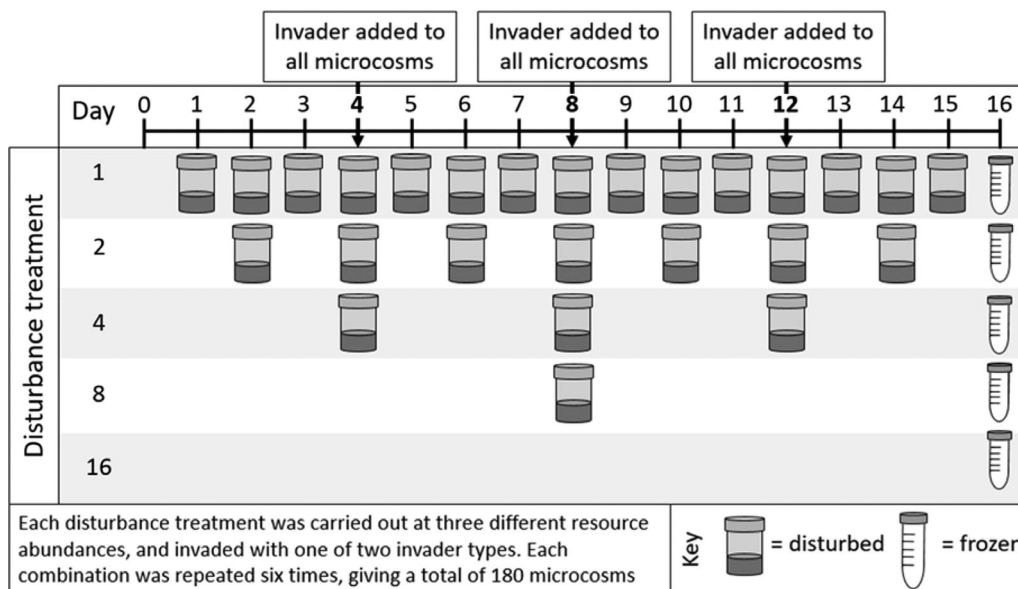 Invader added to
all microcosms
Invader added to
all microcosms
Invader added to
all microcosms
Day
0 1 2 3 4 5 6 7 8 9 10 11 12 13 14 15 16
Disturbance treatment
1
2
4
8
16
Each disturbance treatment was carried out at three different resource
abundances, and invaded with one of two invader types. Each
combination was repeated six times, giving a total of 180 microcosms
Key
= disturbed
= frozen